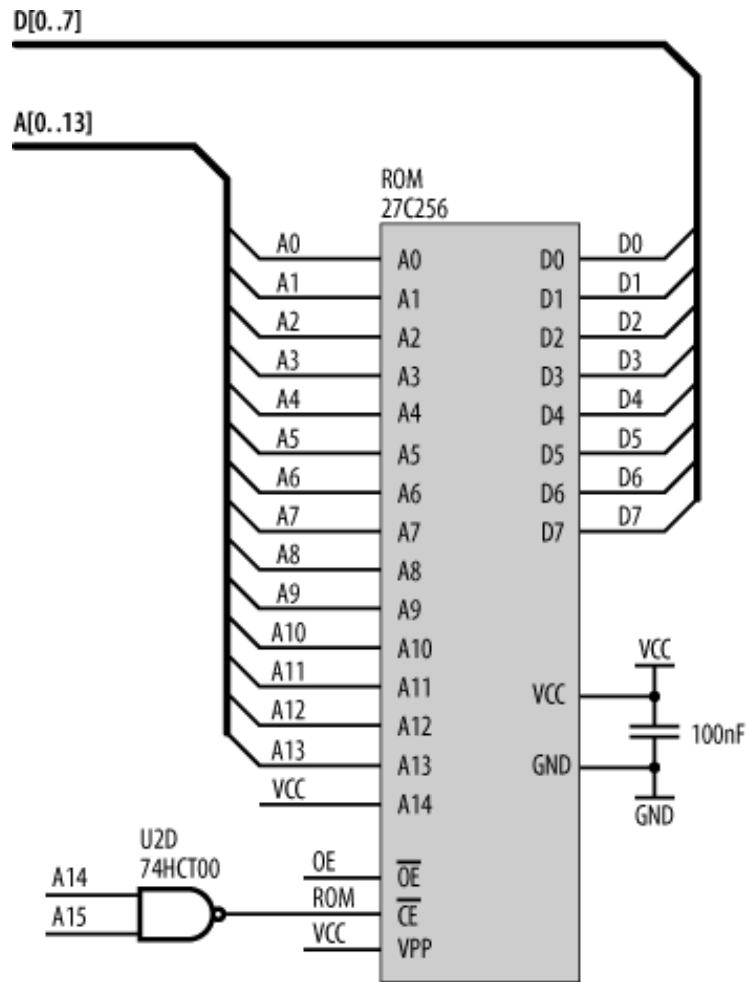 D[0..7]
A[0..13]
ROM
27C256
A0 A0 D0 D0
A1 A1 D1 D1
A2 A2 D2 D2
A3 A3 D3 D3
A4 A4 D4 D4
A5 A5 D5 D5
A6 A6 D6 D6
A7 A7 D7 D7
A8 A8
A9 A9
A10 A10
VCC
A11 A11 VCC
A12 A12
100nF
A13 A13 GND
VCC A14
GND
U2D
74HCT00
OE OE
A14
ROM CE
A15
VCC VPP